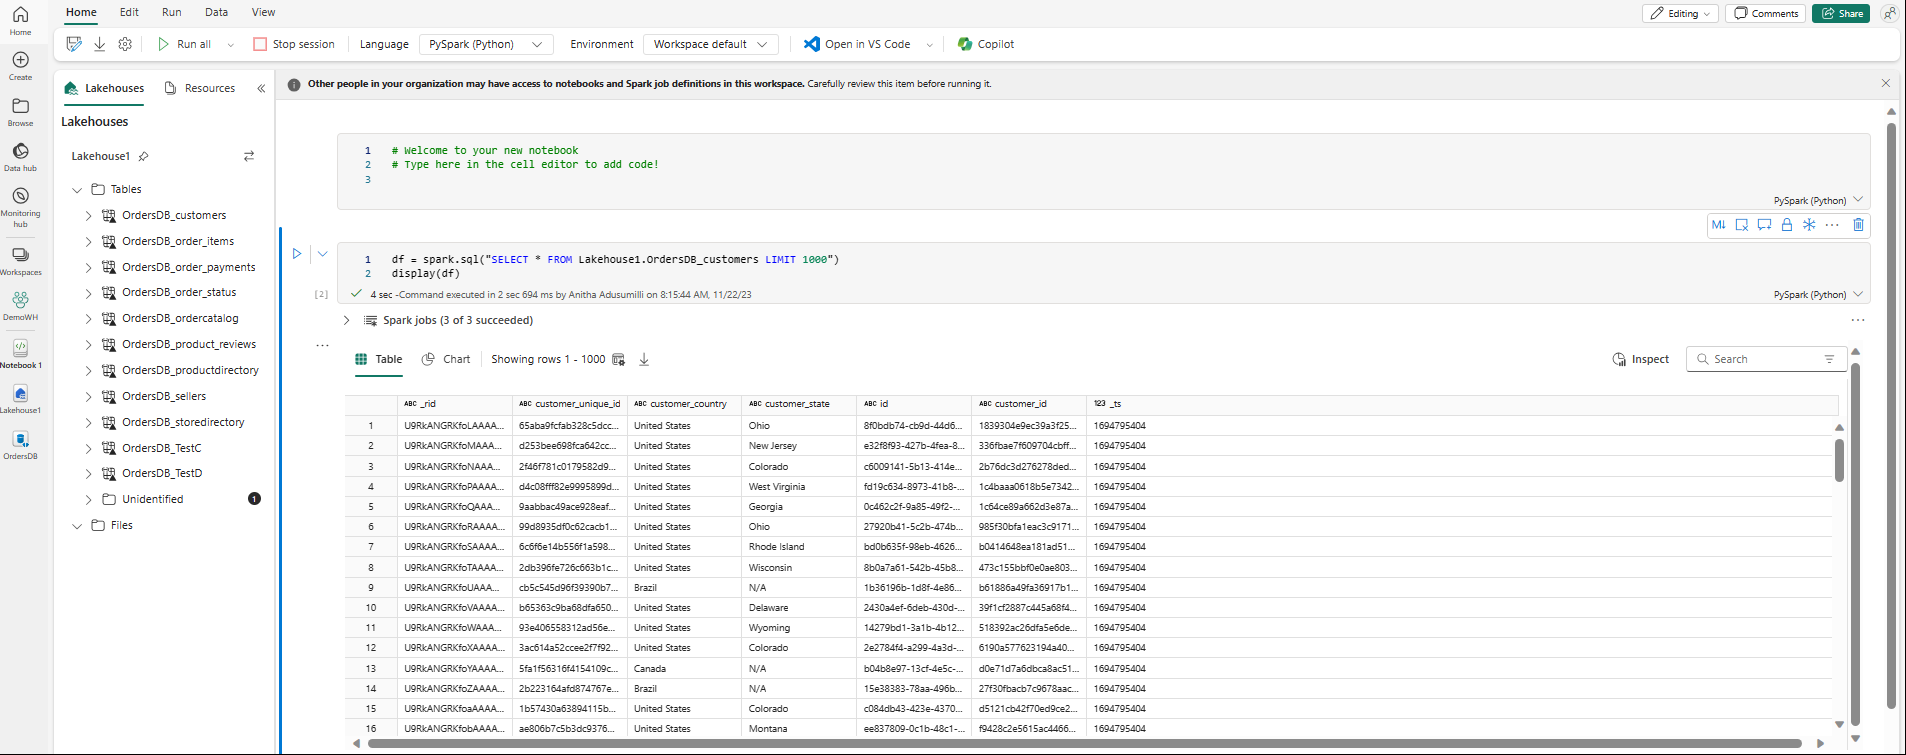 Home Edit Run Data View
Editing Comments Share
Run all Stop session Language PySpark (Python) Environment Workspace default Open in VS Code Copilot
Home
Create
Browse
Data hub
Monitoring
hub
Workspaces
DemoWH
Notebook 1
Lakehouse1
OrdersDB
Lakehouses Resources
Lakehouses
Lakehouse1
Tables
OrdersDB_customers
OrdersDB_order_items
OrdersDB_order_payments
OrdersDB_order_status
OrdersDB_ordercatalog
OrdersDB_product_reviews
OrdersDB_productdirectory
OrdersDB_sellers
OrdersDB_storedirectory
OrdersDB_TestC
OrdersDB_TestD
Unidentified 1
Files
Other people in your organization may have access to notebooks and Spark job definitions in this workspace. Carefully review this item before running it.
1 # Welcome to your new notebook
2 # Type here in the cell editor to add code!
3
PySpark (Python)
M↓
1 df = spark.sql("SELECT * FROM Lakehouse1.OrdersDB_customers LIMIT 1000")
2 display(df)
[2] 4 sec -Command executed in 2 sec 694 ms by Anitha Adusumilli on 8:15:44 AM, 11/22/23
PySpark (Python)
Spark jobs (3 of 3 succeeded)
Table Chart Showing rows 1 - 1000 Inspect Search
ABC _rid ABC customer_unique_id ABC customer_country ABC customer_state ABC id ABC customer_id 123 _ts
1 U9RkANGRKfoLAAAA... 65aba9fcfab328c5dcc... United States Ohio 8f0bdb74-cb9d-44d6... 1839304e9ec39a3f25... 1694795404
2 U9RkANGRKfoMAAA... d253bee698fca642cc... United States New Jersey e32f8f93-427b-4fea-8... 336fbae7f609704cbff... 1694795404
3 U9RkANGRKfoNAAA... 2f46f781c0179582d9... United States Colorado c6009141-5b13-414e... 2b76dc3d276278ded... 1694795404
4 U9RkANGRKfoPAAAA... d4c08fff82e9995899d... United States West Virginia fd19c634-8973-41b8-... 1c4baaa0618b5e7342... 1694795404
5 U9RkANGRKfoQAAA... 9aabbac49ace928eaf... United States Georgia 0c462c2f-9a85-49f2-... 1c64ce89a662d3e87a... 1694795404
6 U9RkANGRKfoRAAAA... 99d8935df0c62cacb1... United States Ohio 27920b41-5c2b-474b... 985f30bfa1eac3c9171... 1694795404
7 U9RkANGRKfoSAAAA... 6c6f6e14b556f1a598... United States Rhode Island bd0b635f-98eb-4626... b0414648ea181ad51... 1694795404
8 U9RkANGRKfoTAAAA... 2db396fe726c663b1c... United States Wisconsin 8b0a7a61-542b-45b8... 473c155bbf0e0ae803... 1694795404
9 U9RkANGRKfoUAAA... cb5c545d96f39390b7... Brazil N/A 1b36196b-1d8f-4e86... b61886a49fa36917b1... 1694795404
10 U9RkANGRKfoVAAAA... b65363c9ba68dfa650... United States Delaware 2430a4ef-6deb-430d-... 39f1cf2887c445a68f4... 1694795404
11 U9RkANGRKfoWAAA... 93e406558312ad56e... United States Wyoming 14279bd1-3a1b-4b12... 518392ac26dfa5e6de... 1694795404
12 U9RkANGRKfoXAAAA... 3ac614a52ccee2f7f92... United States Colorado 2e2784f4-a299-4a3d-... 6190a577623194a40... 1694795404
13 U9RkANGRKfoYAAAA... 5fa1f56316f4154109c... Canada N/A b04b8e97-13cf-4e5c-... d0e71d7a6dbca8ac51... 1694795404
14 U9RkANGRKfoZAAAA... 2b223164afd874767e... Brazil N/A 15e38383-78aa-496b... 27f30fbacb7c9678aac... 1694795404
15 U9RkANGRKfoaAAAA... 1b57430a63894115b... United States Colorado c084db43-423e-4370... d5121cb42f70ed9ce2... 1694795404
16 U9RkANGRKfobAAAA... ae806b7c5b3dc9376... United States Montana ee837809-0c1b-48c1-... f9428c2e5615ac4466... 1694795404